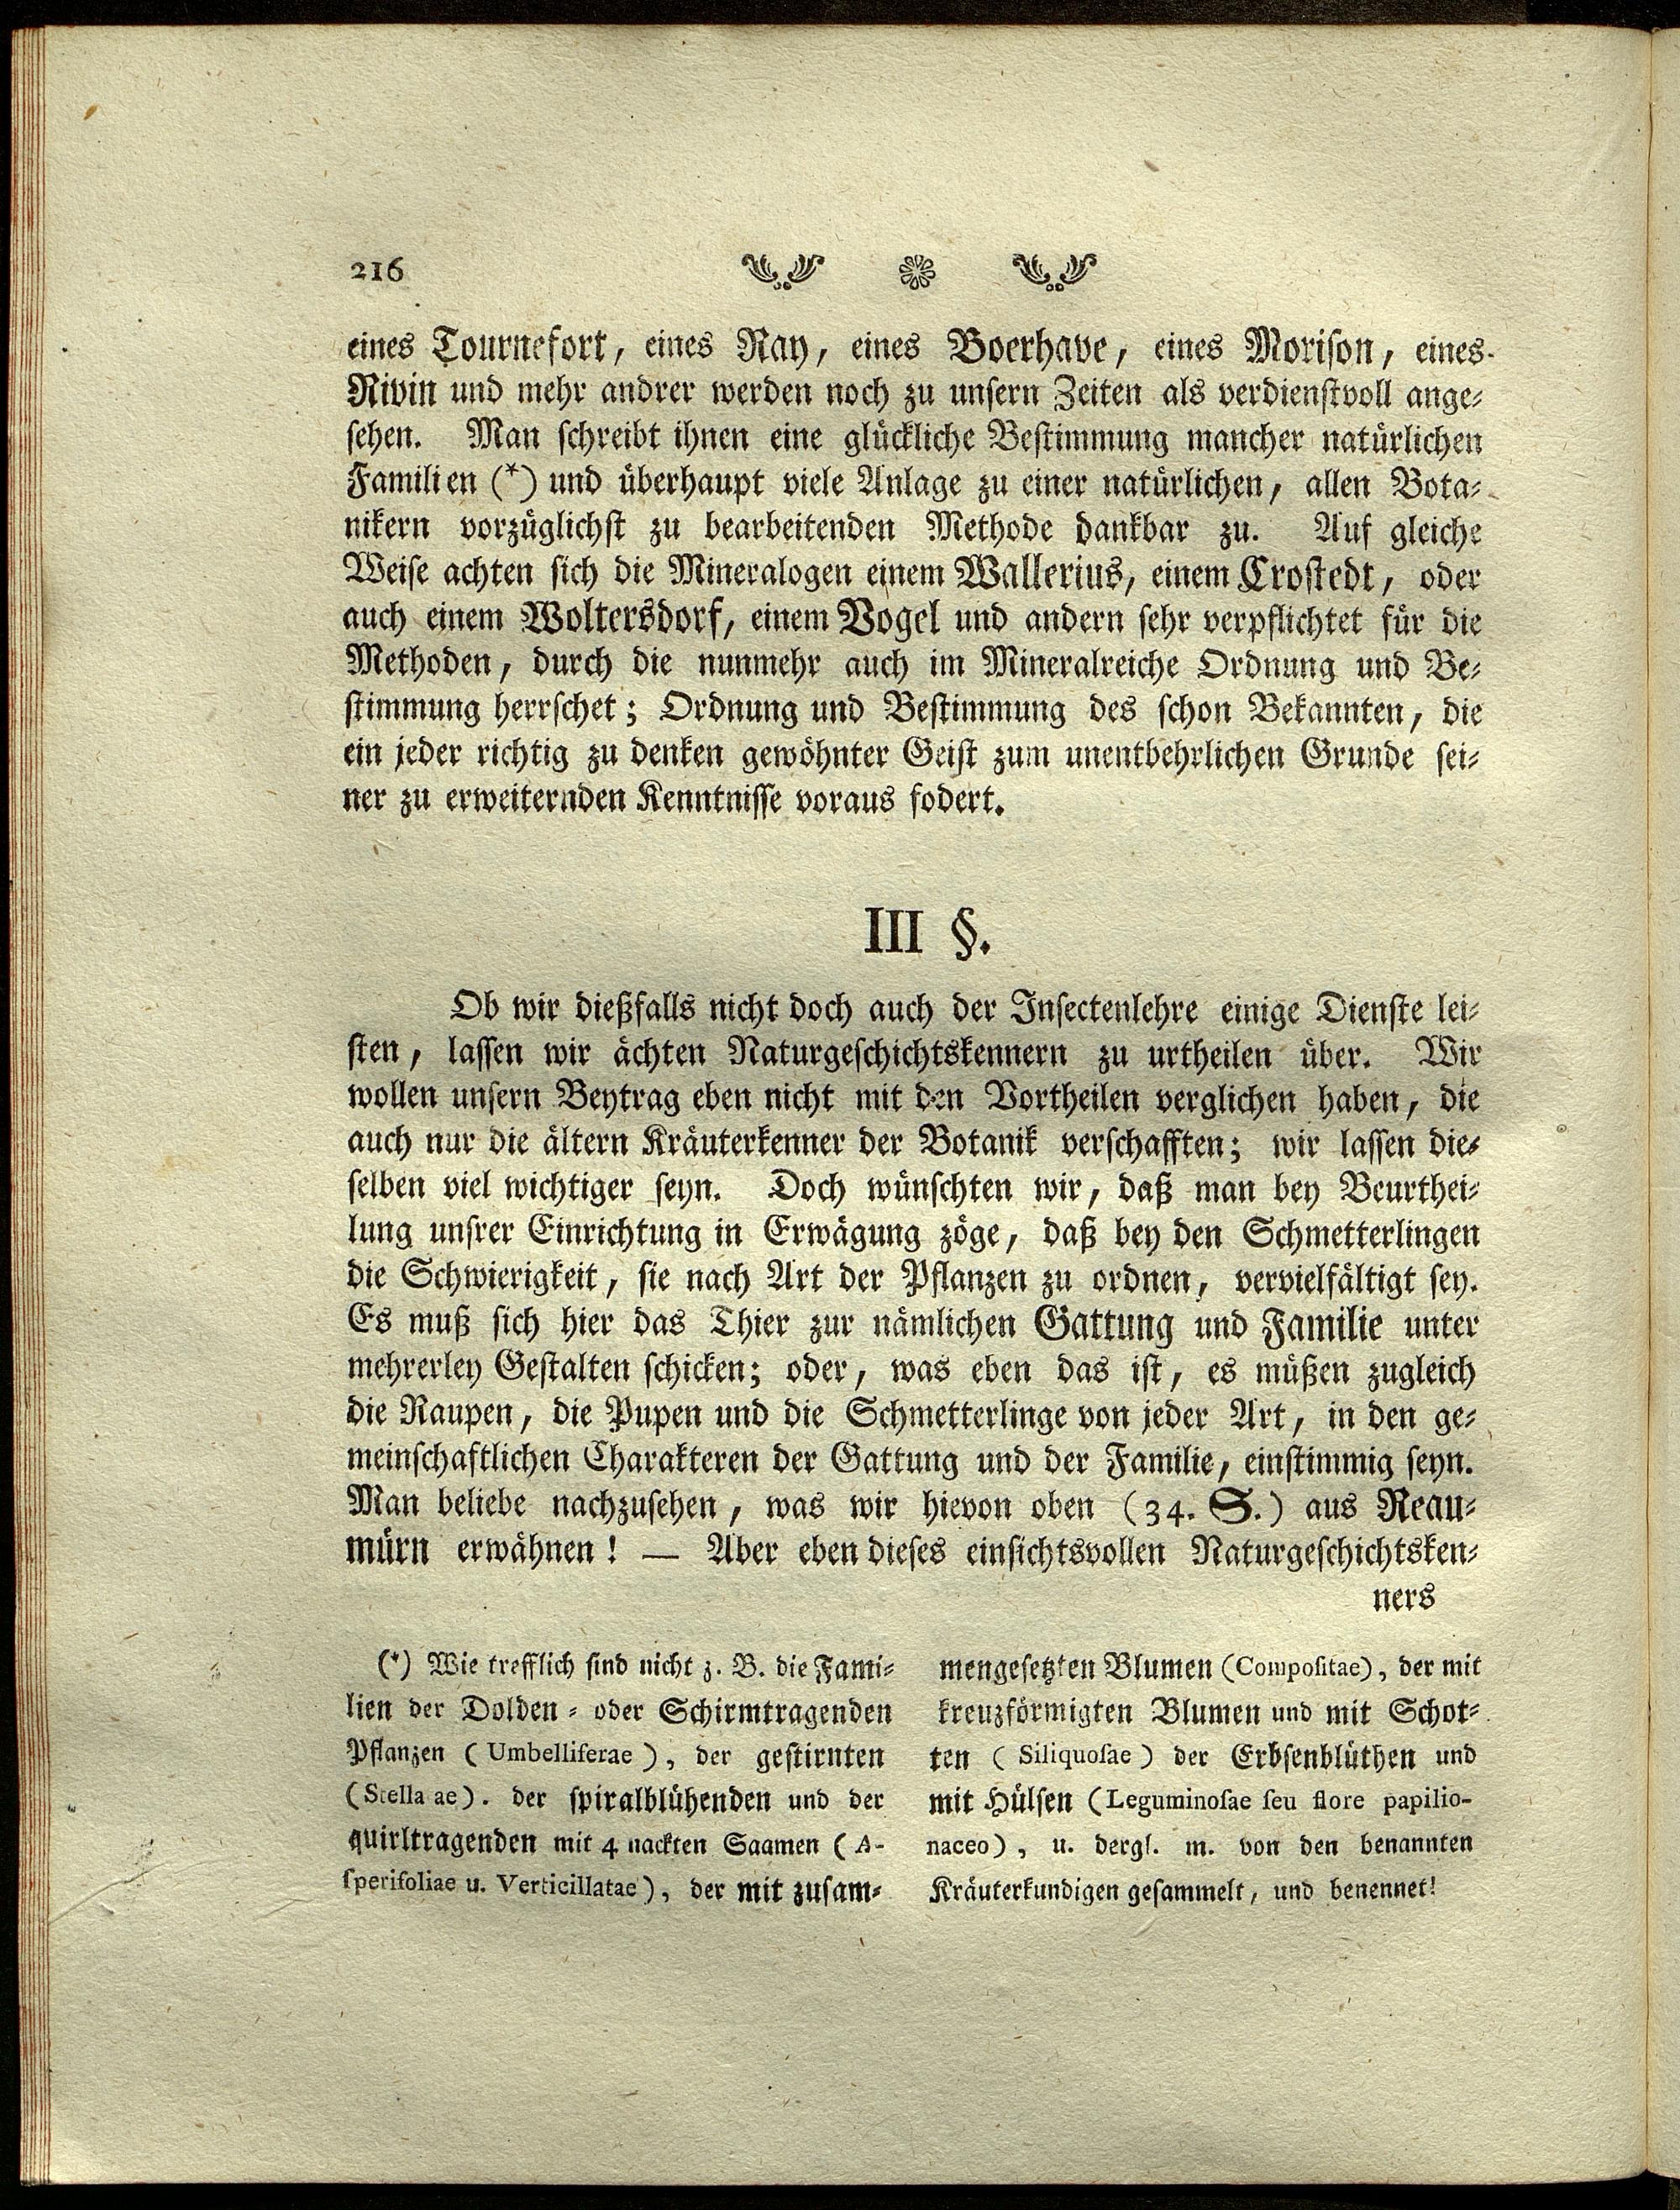 216
eines Tournefort, eines Ray, eines Boerhave, eines Morison, eines
Rivin und mehr andrer werden noch zu unsern Zeiten als verdienstvoll ange⸗
sehen. Man schreibt ihnen eine glückliche Bestimmung mancher natürlichen
Familien (*) und überhaupt viele Anlage zu einer natürlichen, allen Bota⸗
nikern vorzüglichst zu bearbeitenden Methode dankbar zu. Auf gleiche
Weise achten sich die Mineralogen einem Wallerius, einem Crostedt, oder
auch einem Woltersdorf, einem Vogel und andern sehr verpflichtet für die
Methoden, durch die nunmehr auch im Mineralreiche Ordnung und Be⸗
stimmung herrschet; Ordnung und Bestimmung des schon Bekannten, die
ein jeder richtig zu denken gewöhnter Geist zum unentbehrlichen Grunde sei⸗
ner zu erweiternden Kenntnisse voraus fodert.
III §.
Ob wir dießfalls nicht doch auch der Insectenlehre einige Dienste lei⸗
sten, lassen wir ächten Naturgeschichtskennern zu urtheilen über. Wir
wollen unsern Beytrag eben nicht mit den Vortheilen verglichen haben, die
auch nur die ältern Kräuterkenner der Botanik verschafften; wir lassen die⸗
selben viel wichtiger seyn. Doch wünschten wir, daß man bey Beurthei⸗
lung unsrer Einrichtung in Erwägung zöge, daß bey den Schmetterlingen
die Schwierigkeit, sie nach Art der Pflanzen zu ordnen, vervielfältigt sey.
Es muß sich hier das Thier zur nämlichen Gattung und Familie unter
mehrerley Gestalten schicken; oder, was eben das ist, es müßen zugleich
die Raupen, die Pupen und die Schmetterlinge von jeder Art, in den ge⸗
meinschaftlichen Charakteren der Gattung und der Familie, einstimmig seyn.
Man beliebe nachzusehen, was wir hievon oben (34. S.) aus Reau⸗
mürn erwähnen! — Aber eben dieses einsichtsvollen Naturgeschichtsken⸗
ners
(*) Wie trefflich sind nicht z. B. die Fami⸗
lien der Dolden⸗ oder Schirmtragenden
Pflanzen (Umbelliferae), der gestirnten
(Stella ae). der spiralblühenden und der
quirltragenden mit 4 nackten Saamen (A-
ſperifoliae u. Verticillatae), der mit zusam⸗
mengesetzten Blumen (Compoſitae), der mit
kreuzförmigten Blumen und mit Schot⸗
ten (Siliquoſae) der Erbsenblüthen und
mit Hülsen (Leguminoſae ſeu flore papilio-
naceo), u. dergl. m. von den benannten
Kräuterkundigen gesammelt, und benennet!